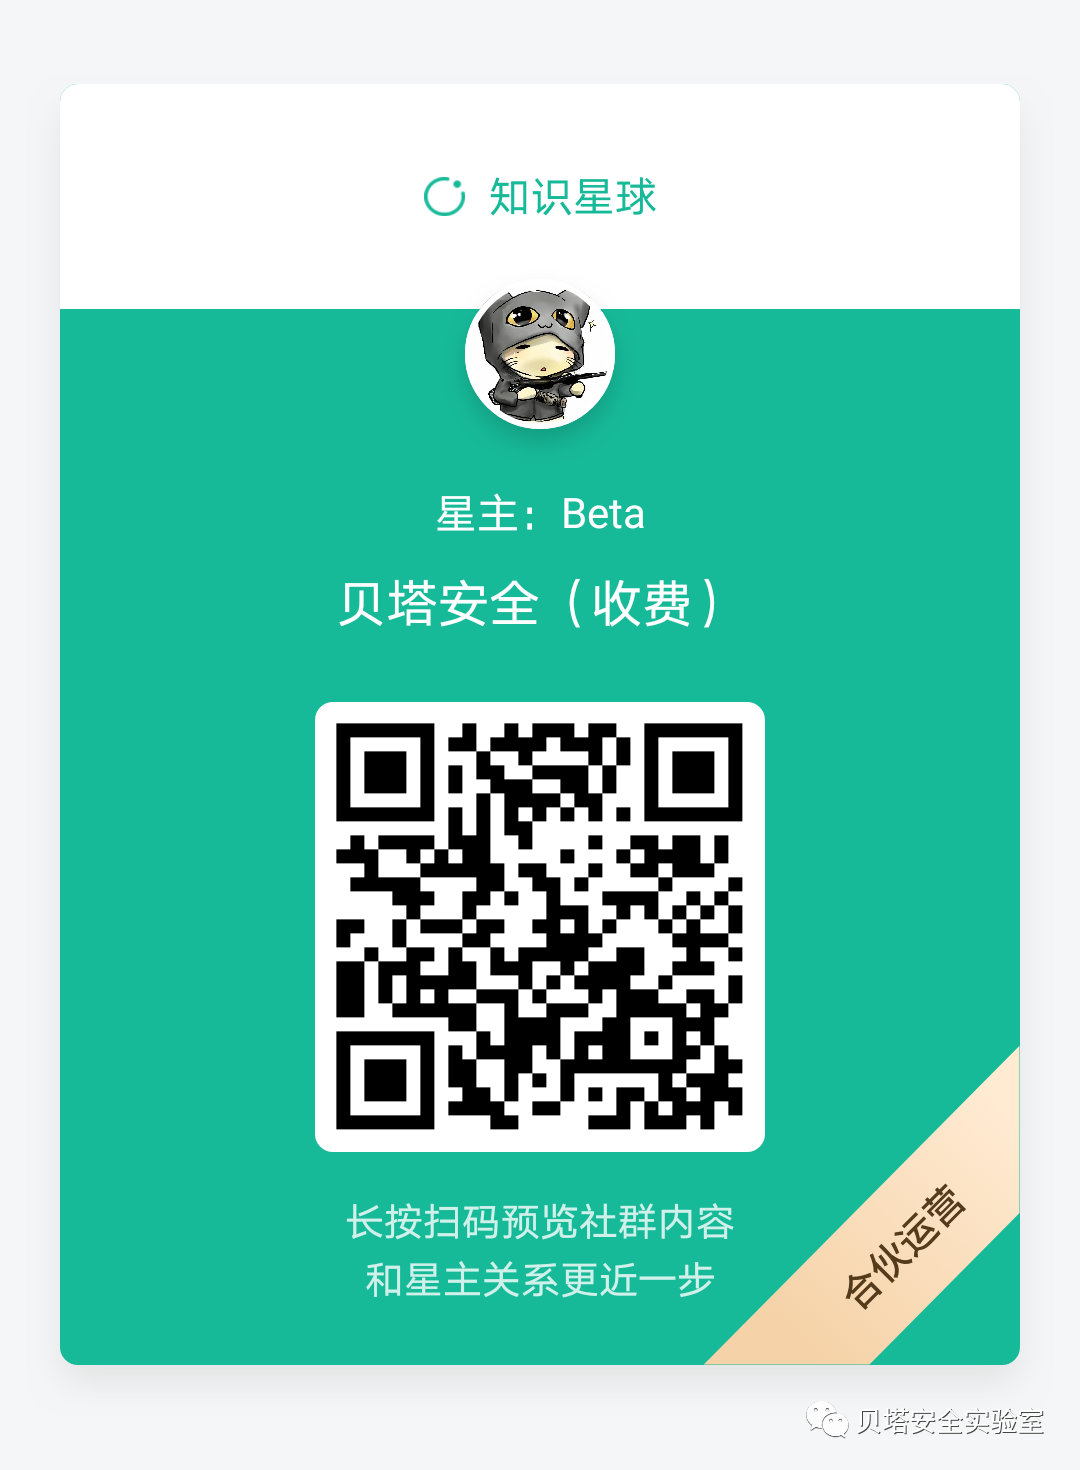 知识星球
星主：Beta
贝塔安全（收费）
长按扫码预览社群内容
和星主关系更近一步
合伙运营
贝塔安全实验室